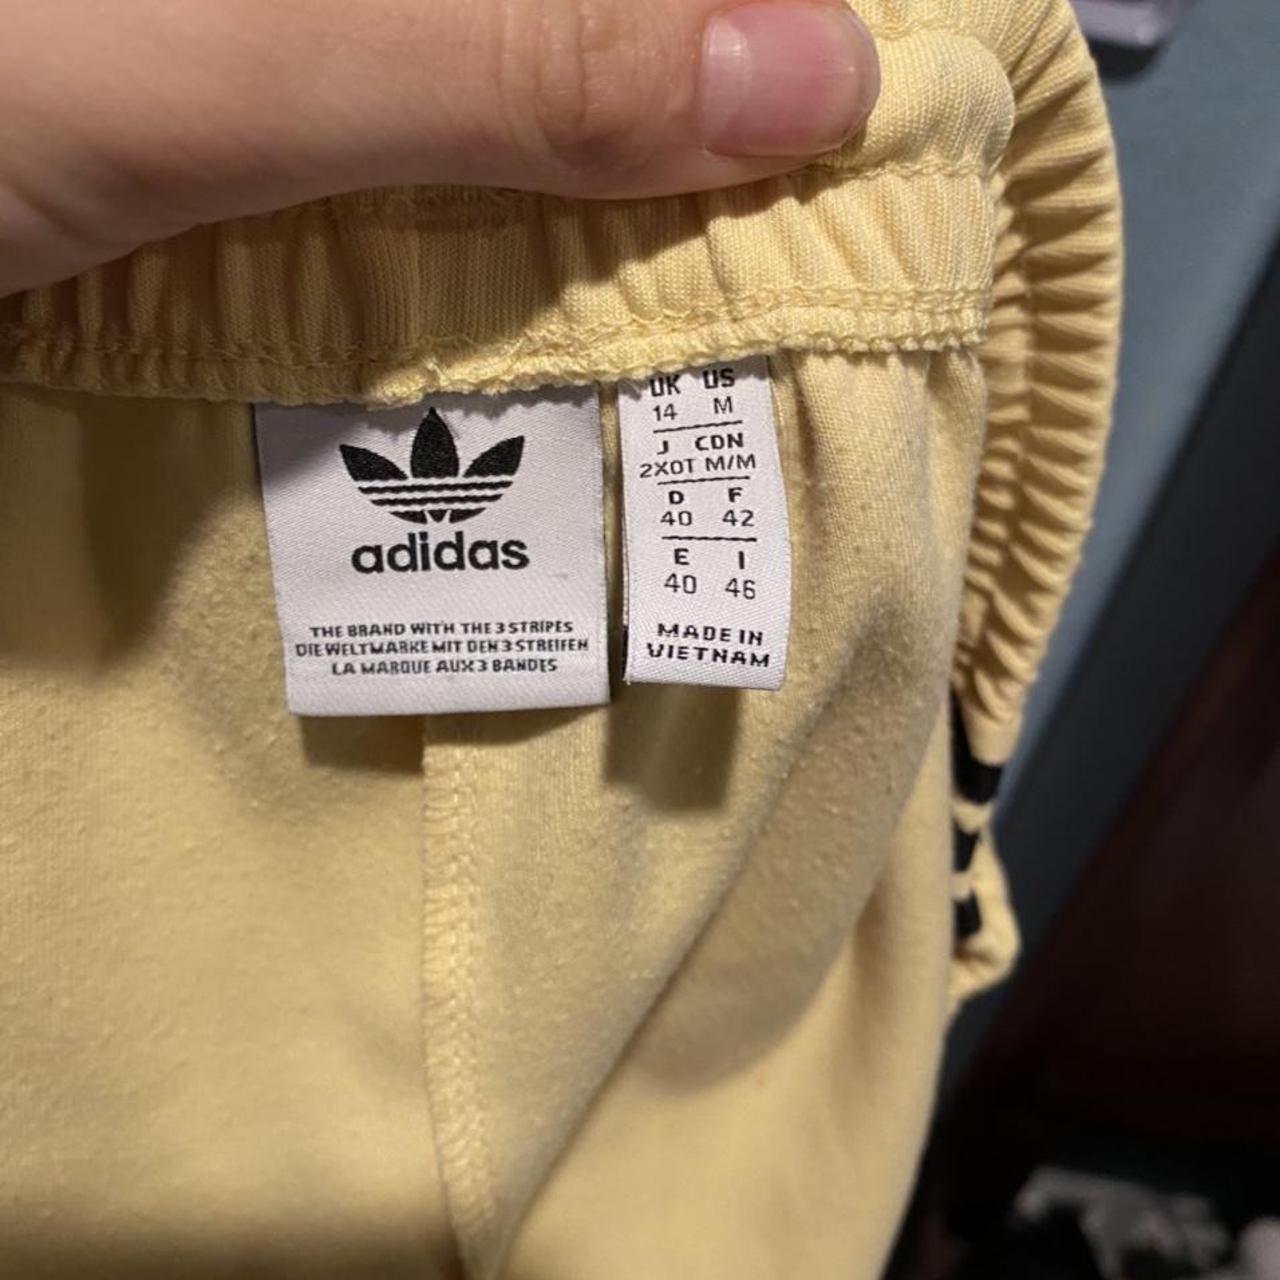 adidas
THE BRAND WITH THE 3 STRIPES
DIE WELTMARKE MIT DEN 3 STREIFEN
LA MARQUE AUX 3 BANDES
UK US
14 M
J CDN
2XOT M/M
D F
40 42
E I
40 46
MADE IN
VIETNAM